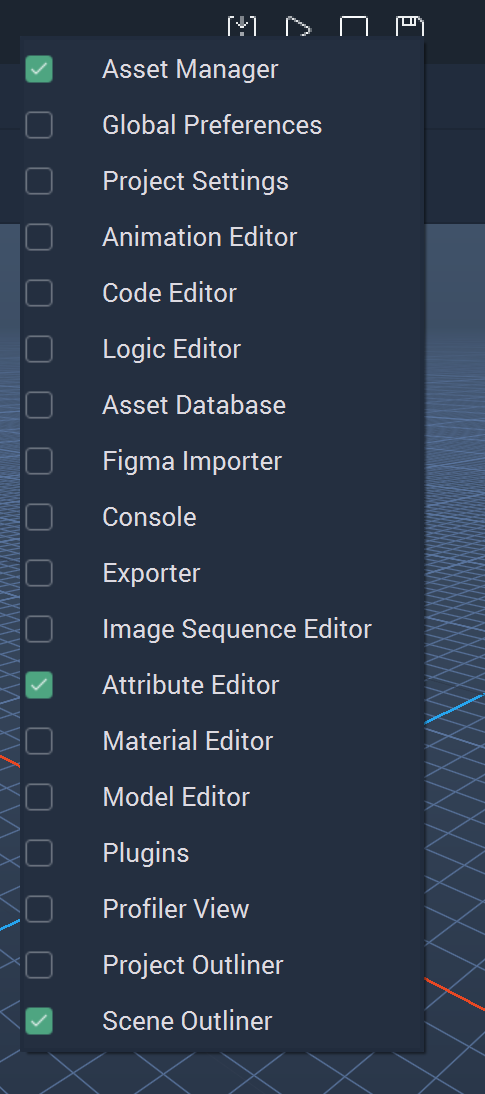 Asset Manager
Global Preferences
Project Settings
Animation Editor
Code Editor
Logic Editor
Asset Database
Figma Importer
Console
Exporter
Image Sequence Editor
Attribute Editor
Material Editor
Model Editor
Plugins
Profiler View
Project Outliner
Scene Outliner